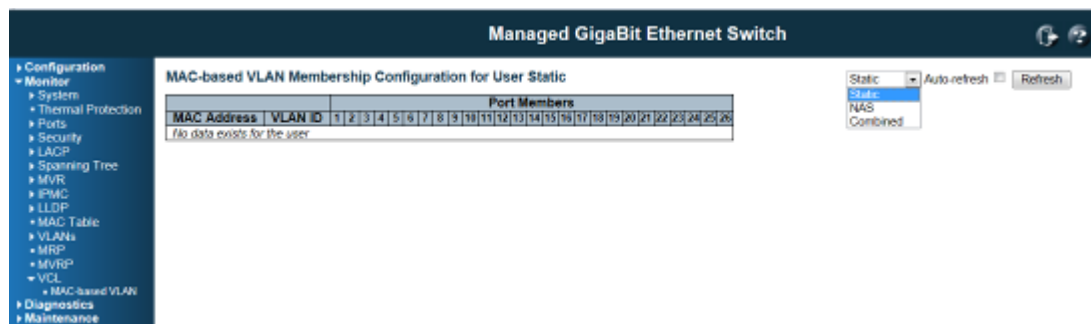 Managed GigaBit Ethernet Switch
Configuration
Monitor
System
Thermal Protection
Ports
Security
LACP
Spanning Tree
MVR
IPMC
LLDP
MAC Table
VLANs
MRP
MVRP
VCL
MAC-based VLAN
Diagnostics
Maintenance
MAC-based VLAN Membership Configuration for User Static
Port Members
MAC Address VLAN ID 1 2 3 4 5 6 7 8 9 10 11 12 13 14 15 16 17 18 19 20 21 22 23 24 25 26
No data exists for the user
Static Auto-refresh Refresh
Static
NAS
Combined